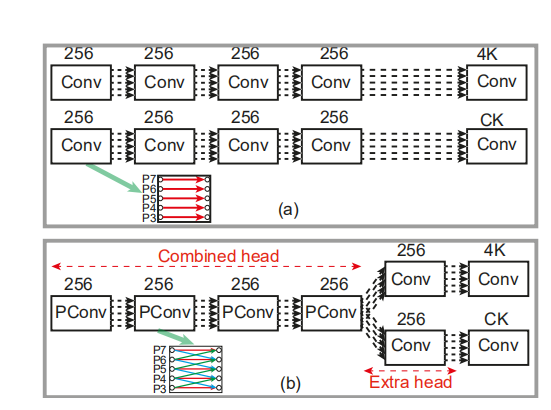 256 256 256 256 4K
Conv Conv Conv Conv Conv
256 256 256 256 CK
Conv Conv Conv Conv Conv
P7
P6
P5
P4
P3
(a)
Combined head
256 4K
Conv Conv
256 256 256 256
PConv PConv PConv PConv
256 CK
Conv Conv
P7
P6
P5
P4
P3
Extra head
(b)